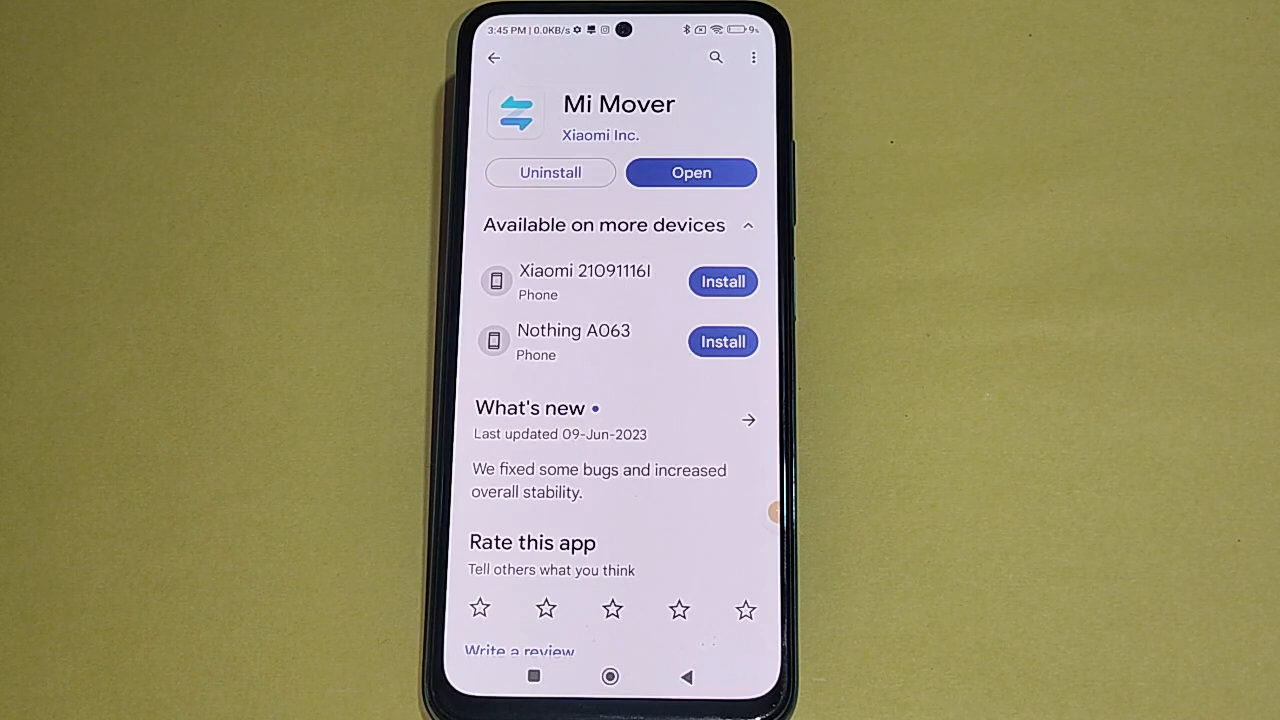 3:45 PM | 0.0KB/s 9%
Mi Mover
Xiaomi Inc.
Uninstall
Open
Available on more devices
Xiaomi 21091116I
Phone
Install
Nothing A063
Phone
Install
What's new
Last updated 09-Jun-2023
We fixed some bugs and increased
overall stability.
Rate this app
Tell others what you think
Write a review